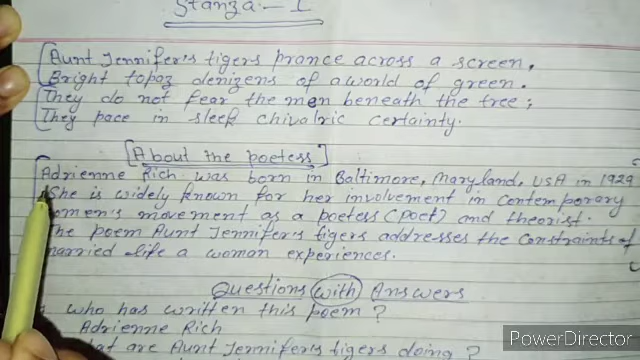 Stanza - I
Aunt Jennifer's tigers prance across a screen,
Bright topaz denizens of a world of green.
They do not fear the men beneath the tree;
They pace in sleek chivalric certainty.
[About the poetess]
Adrienne Rich was born in Baltimore, Maryland, USA in 1929
She is widely known for her involvement in contemporary
women's movement as a poetess (Poet) and theorist.
The poem Aunt Jennifer's tigers addresses the constraints of
married life a woman experiences.
Questions with Answers
who has written this poem?
Adrienne Rich
what are Aunt Jennifer's tigers doing?
PowerDirector